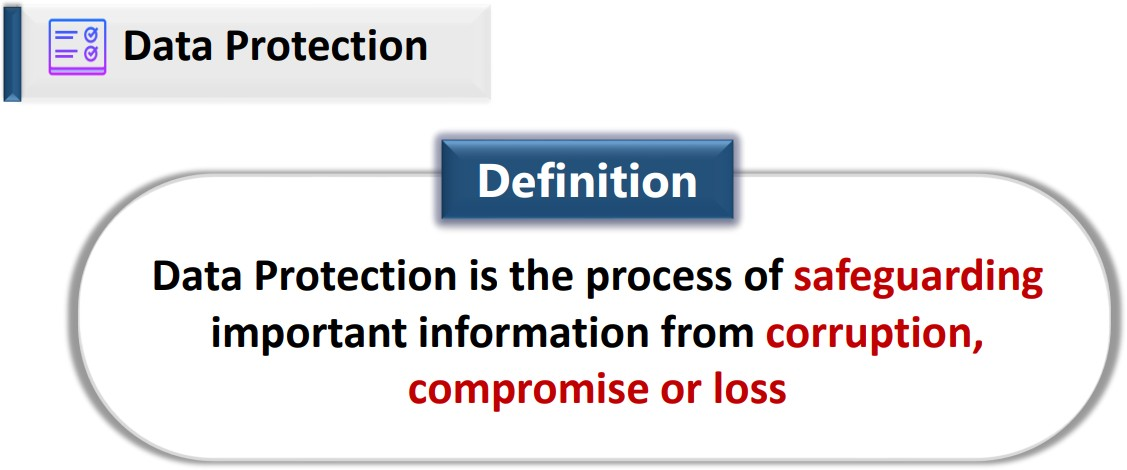 Data Protection
Definition
Data Protection is the process of safeguarding
important information from corruption,
compromise or loss